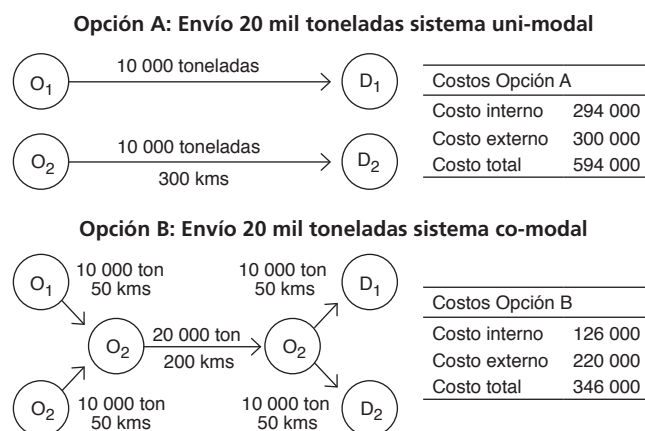 Opción A: Envío 20 mil toneladas sistema uni-modal
O1
10 000 toneladas
D1
O2
10 000 toneladas
300 kms
D2
Costos Opción A
Costo interno 294 000
Costo externo 300 000
Costo total 594 000
Opción B: Envío 20 mil toneladas sistema co-modal
O1
10 000 ton
50 kms
10 000 ton
50 kms
D1
O2
20 000 ton
200 kms
O2
O2
10 000 ton
50 kms
10 000 ton
50 kms
D2
Costos Opción B
Costo interno 126 000
Costo externo 220 000
Costo total 346 000